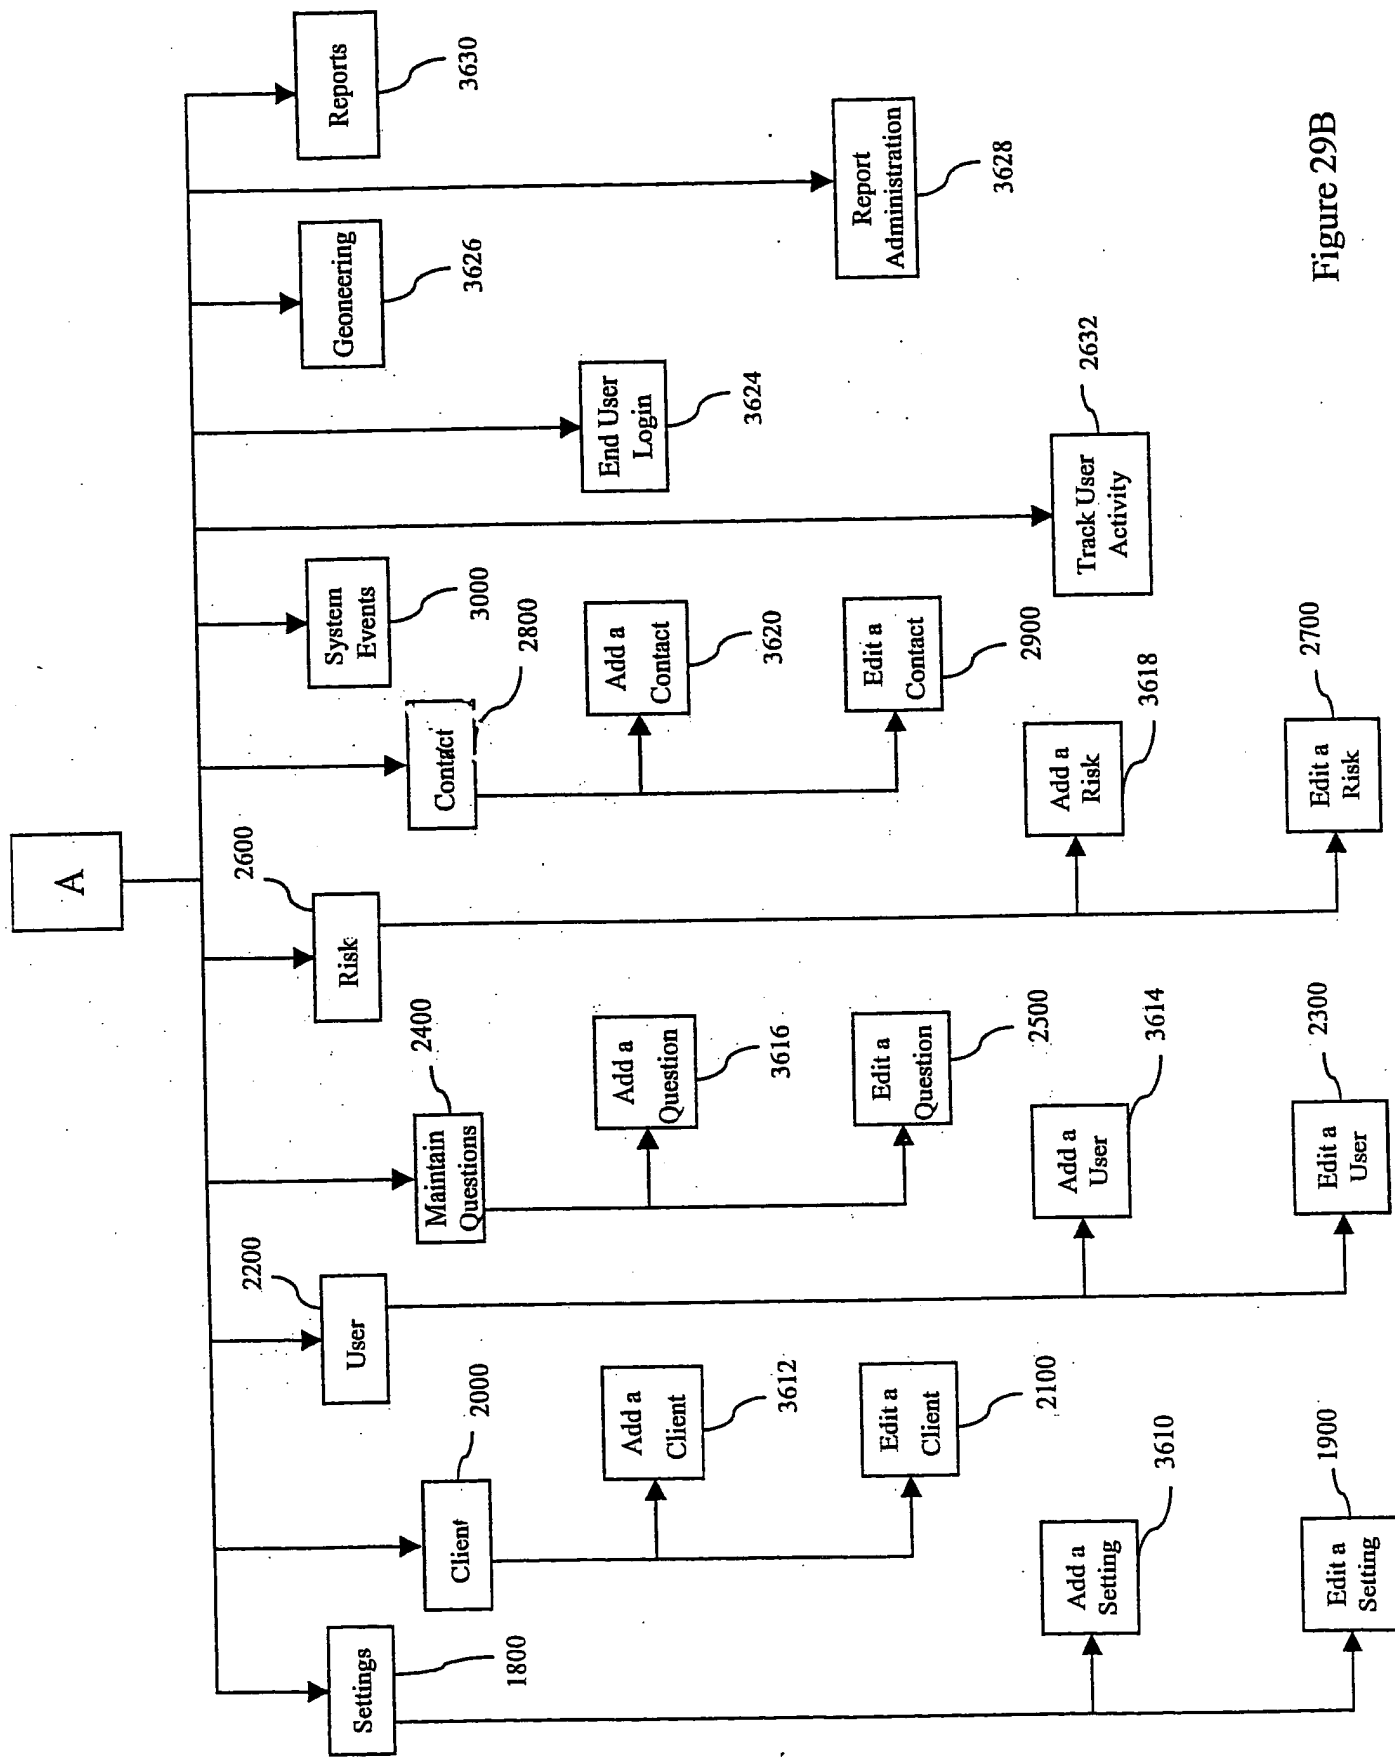 A
Settings
1800
Client
2000
User
2200
Maintain
Questions
2400
Risk
2600
Contact
2800
System
Events
3000
Track User
Activity
2632
End User
Login
3624
Geoneering
3626
Report
Administration
3628
Reports
3630
Add a
Client
3612
Edit a
Client
2100
Add a
Question
3616
Edit a
Question
2500
Add a
Contact
3620
Edit a
Contact
2900
Add a
Setting
3610
Edit a
Setting
1900
Add a
User
3614
Edit a
User
2300
Add a
Risk
3618
Edit a
Risk
2700
Figure 29B